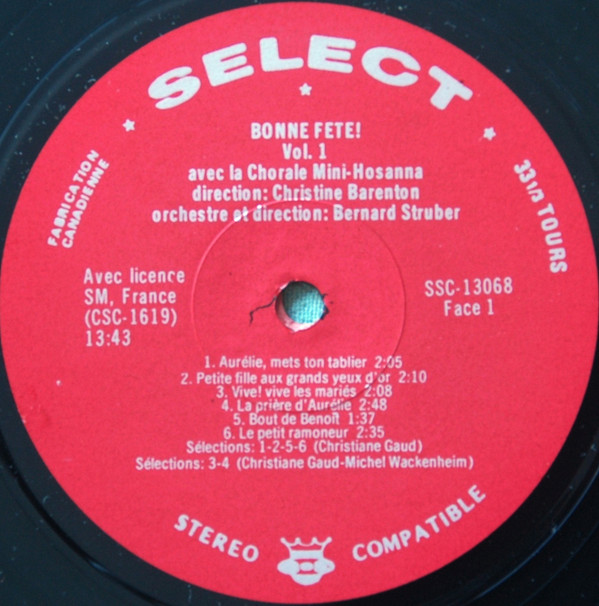 SELECT
BONNE FETE!
Vol. 1
avec la Chorale Mini-Hosanna
direction: Christine Barenton
orchestre et direction: Bernard Struber
FABRICATION
CANADIENNE
33 1/3 TOURS
Avec licence
SM, France
(CSC-1619)
13:43
SSC-13068
Face 1
1. Aurélie, mets ton tablier 2:05
2. Petite fille aux grands yeux d'or 2:10
3. Vive! vive les mariés 2:08
4. La prière d'Aurélie 2:48
5. Bout de Benoît 1:37
6. Le petit ramoneur 2:35
Sélections: 1-2-5-6 (Christiane Gaud)
Sélections: 3-4 (Christiane Gaud-Michel Wackenheim)
STEREO COMPATIBLE